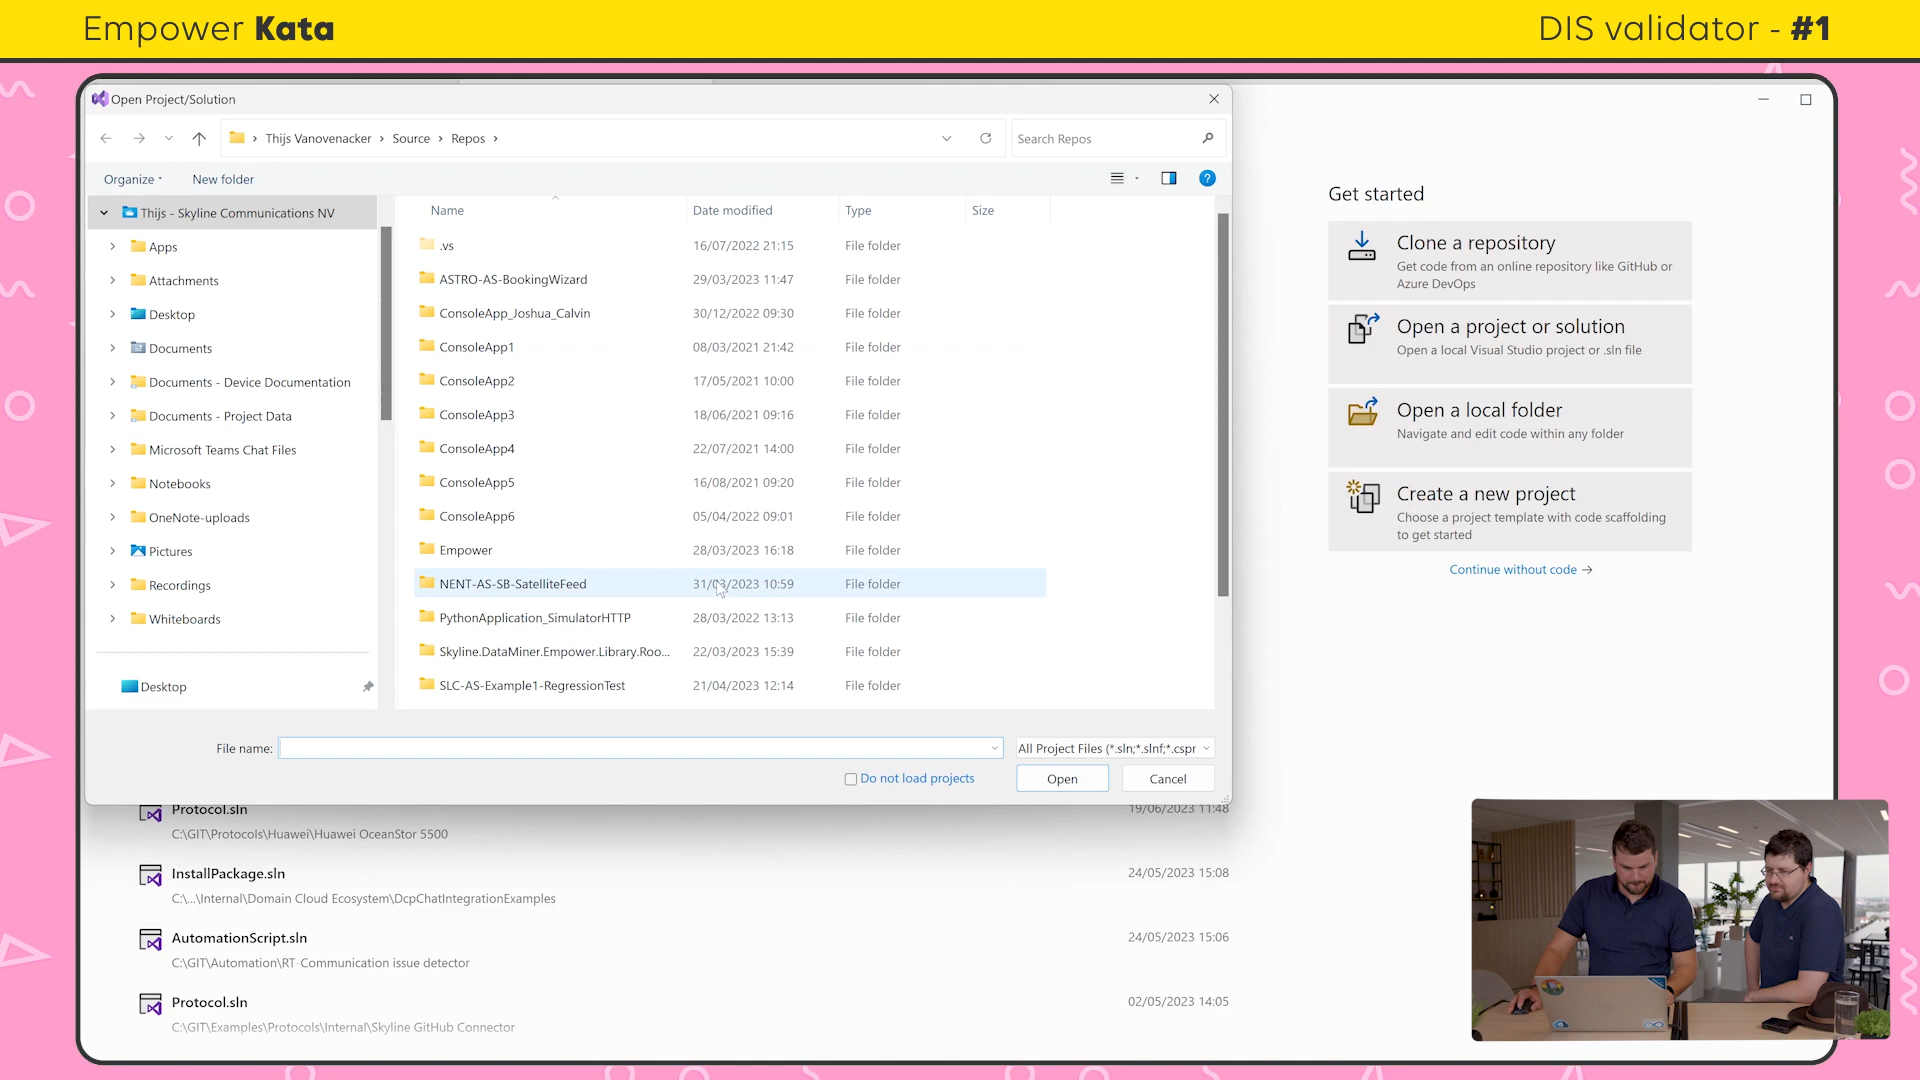 Empower Kata
DIS validator - #1
Open Project/Solution
Thijs Vanovenacker > Source > Repos >
Search Repos
Organize
New folder
Thijs - Skyline Communications NV
Apps
Attachments
Desktop
Documents
Documents - Device Documentation
Documents - Project Data
Microsoft Teams Chat Files
Notebooks
OneNote-uploads
Pictures
Recordings
Whiteboards
Desktop
Name Date modified Type Size
.vs 16/07/2022 21:15 File folder
ASTRO-AS-BookingWizard 29/03/2023 11:47 File folder
ConsoleApp_Joshua_Calvin 30/12/2022 09:30 File folder
ConsoleApp1 08/03/2021 21:42 File folder
ConsoleApp2 17/05/2021 10:00 File folder
ConsoleApp3 18/06/2021 09:16 File folder
ConsoleApp4 22/07/2021 14:00 File folder
ConsoleApp5 16/08/2021 09:20 File folder
ConsoleApp6 05/04/2022 09:01 File folder
Empower 28/03/2023 16:18 File folder
NENT-AS-SB-SatelliteFeed 31/03/2023 10:59 File folder
PythonApplication_SimulatorHTTP 28/03/2022 13:13 File folder
Skyline.DataMiner.Empower.Library.Roo... 22/03/2023 15:39 File folder
SLC-AS-Example1-RegressionTest 21/04/2023 12:14 File folder
File name:
All Project Files (*.sln;*.slnf;*.cspr
Do not load projects
Open
Cancel
Get started
Clone a repository
Get code from an online repository like GitHub or
Azure DevOps
Open a project or solution
Open a local Visual Studio project or .sln file
Open a local folder
Navigate and edit code within any folder
Create a new project
Choose a project template with code scaffolding
to get started
Continue without code →
Protocol.sln 19/06/2023 11:48
C:\GIT\Protocols\Huawei\Huawei OceanStor 5500
InstallPackage.sln 24/05/2023 15:08
C:\...\Internal\Domain Cloud Ecosystem\DcpChatIntegrationExamples
AutomationScript.sln 24/05/2023 15:06
C:\GIT\Automation\RT-Communication issue detector
Protocol.sln 02/05/2023 14:05
C:\GIT\Examples\Protocols\Internal\Skyline GitHub Connector